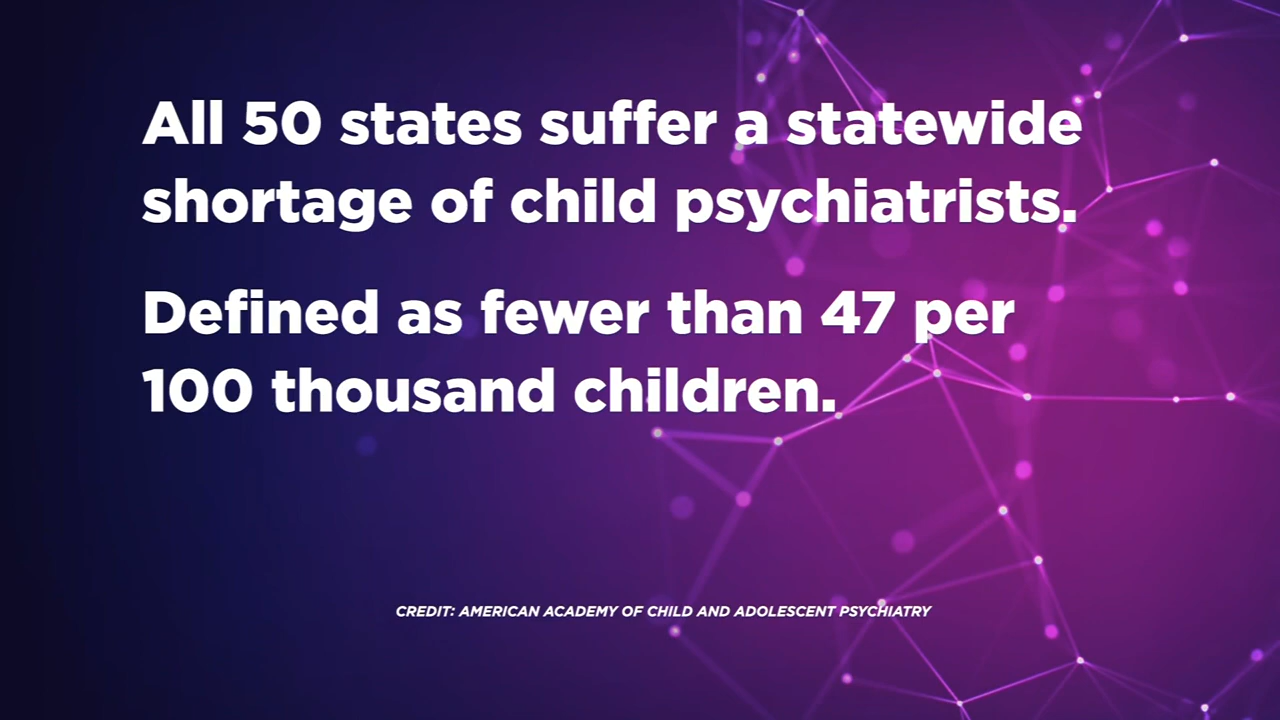 All 50 states suffer a statewide
shortage of child psychiatrists.
Defined as fewer than 47 per
100 thousand children.
CREDIT: AMERICAN ACADEMY OF CHILD AND ADOLESCENT PSYCHIATRY